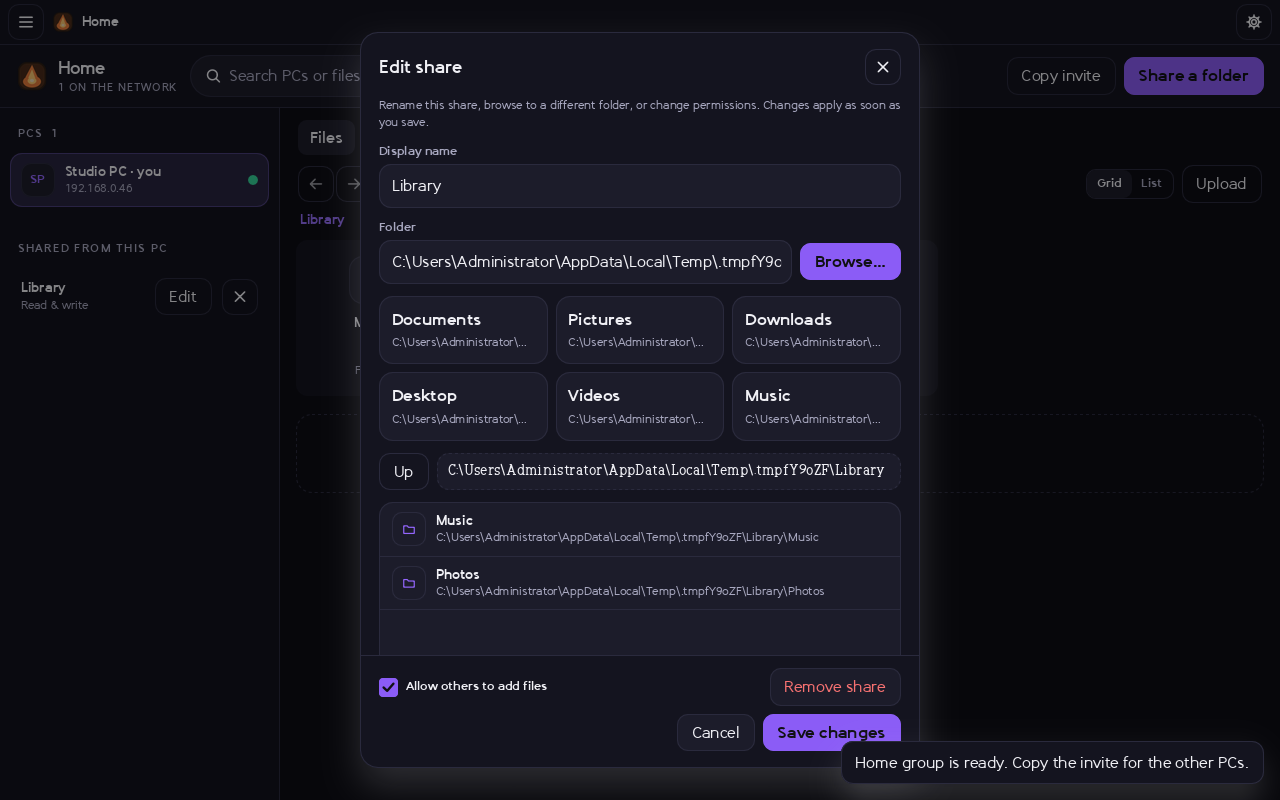 Home
Home
1 ON THE NETWORK
Search PCs or files
Copy invite
Share a folder
PCS 1
SP
Studio PC · you
192.168.0.46
SHARED FROM THIS PC
Library
Read & write
Edit
Files
Grid
List
Upload
Library
Edit share
Rename this share, browse to a different folder, or change permissions. Changes apply as soon as
you save.
Display name
Library
Folder
C:\Users\Administrator\AppData\Local\Temp\.tmpfY9o
Browse...
Documents
C:\Users\Administrator\...
Pictures
C:\Users\Administrator\...
Downloads
C:\Users\Administrator\...
Desktop
C:\Users\Administrator\...
Videos
C:\Users\Administrator\...
Music
C:\Users\Administrator\...
Up
C:\Users\Administrator\AppData\Local\Temp\.tmpfY9oZF\Library
Music
C:\Users\Administrator\AppData\Local\Temp\.tmpfY9oZF\Library\Music
Photos
C:\Users\Administrator\AppData\Local\Temp\.tmpfY9oZF\Library\Photos
Allow others to add files
Remove share
Cancel
Save changes
Home group is ready. Copy the invite for the other PCs.